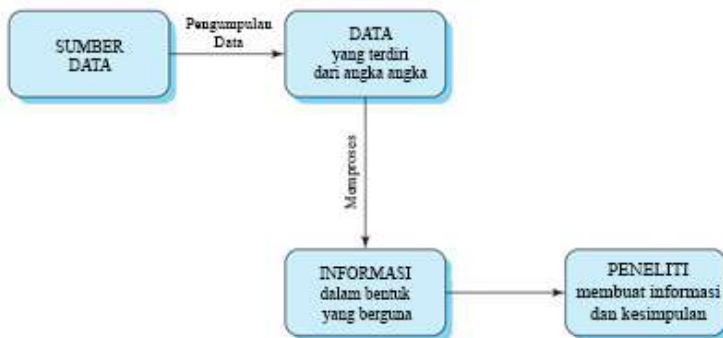 SUMBER
DATA
Pengumpulan
Data
DATA
yang terdiri
dari angka angka
Memproses
INFORMASI
dalam bentuk
yang berguna
PENELITI
membuat informasi
dan kesimpulan